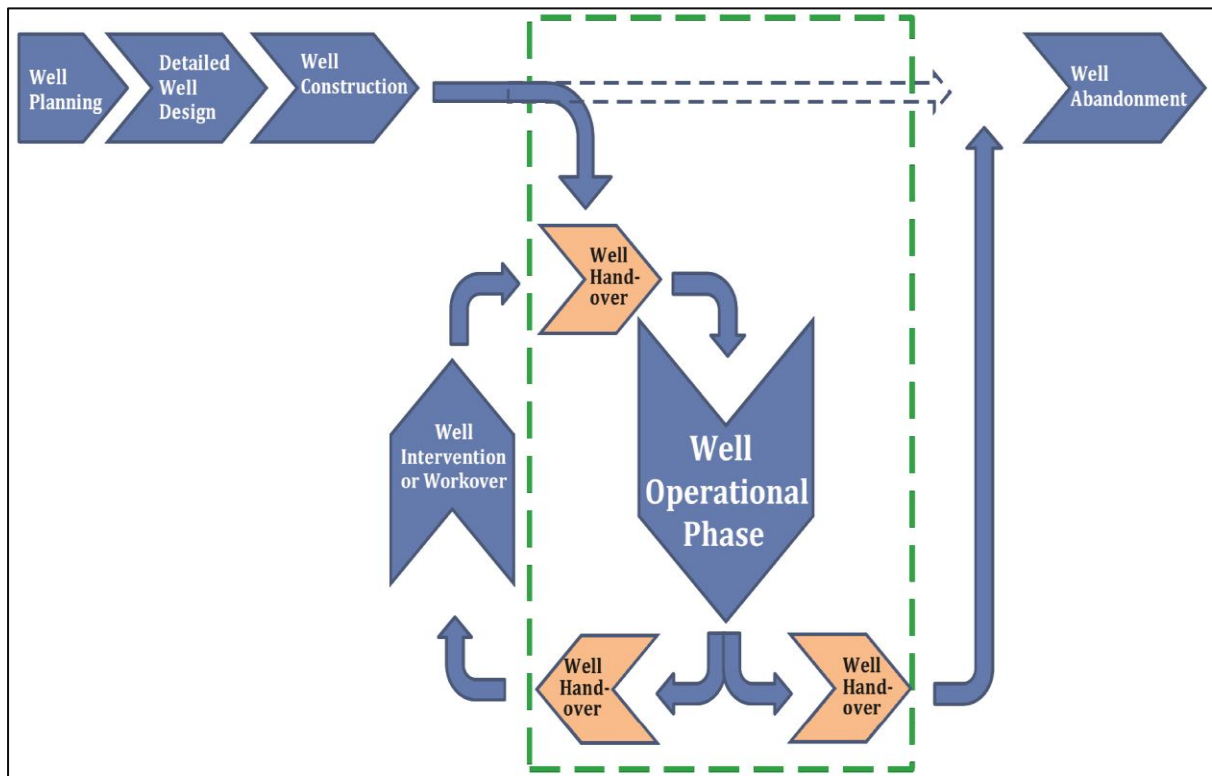 Well
Planning
Detailed
Well
Design
Well
Construction
Well
Abandonment
Well
Hand-
over
Well
Intervention
or Workover
Well
Operational
Phase
Well
Hand-
over
Well
Hand-
over